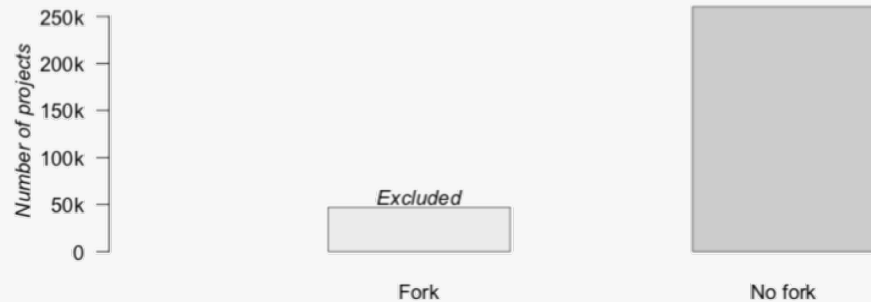 Number of projects
250k
200k
150k
100k
50k
0
Excluded
Fork
No fork